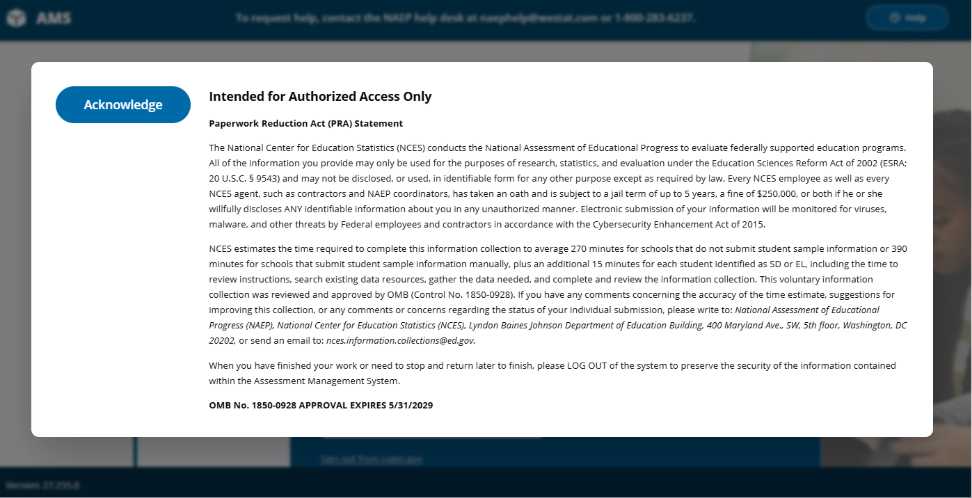 AMS
To request help, contact the NAEP help desk at naephelp@westat.com or 1-800-283-6237.
Help
Acknowledge
Intended for Authorized Access Only
Paperwork Reduction Act (PRA) Statement
The National Center for Education Statistics (NCES) conducts the National Assessment of Educational Progress to evaluate federally supported education programs.
All of the information you provide may only be used for the purposes of research, statistics, and evaluation under the Education Sciences Reform Act of 2002 (ESRA;
20 U.S.C. § 9543) and may not be disclosed, or used, in identifiable form for any other purpose except as required by law. Every NCES employee as well as every
NCES agent, such as contractors and NAEP coordinators, has taken an oath and is subject to a jail term of up to 5 years, a fine of $250,000, or both if he or she
willfully discloses ANY identifiable information about you in any unauthorized manner. Electronic submission of your information will be monitored for viruses,
malware, and other threats by Federal employees and contractors in accordance with the Cybersecurity Enhancement Act of 2015.
NCES estimates the time required to complete this information collection to average 270 minutes for schools that do not submit student sample information or 390
minutes for schools that submit student sample information manually, plus an additional 15 minutes for each student identified as SD or EL, including the time to
review instructions, search existing data resources, gather the data needed, and complete and review the information collection. This voluntary information
collection was reviewed and approved by OMB (Control No. 1850-0928). If you have any comments concerning the accuracy of the time estimate, suggestions for
improving this collection, or any comments or concerns regarding the status of your individual submission, please write to: National Assessment of Educational
Progress (NAEP), National Center for Education Statistics (NCES), Lyndon Baines Johnson Department of Education Building, 400 Maryland Ave., SW, 5th floor, Washington, DC
20202, or send an email to: nces.information.collections@ed.gov.
When you have finished your work or need to stop and return later to finish, please LOG OUT of the system to preserve the security of the information contained
within the Assessment Management System.
OMB No. 1850-0928 APPROVAL EXPIRES 5/31/2029
Sign out from Login.gov
Version: 27.255.0